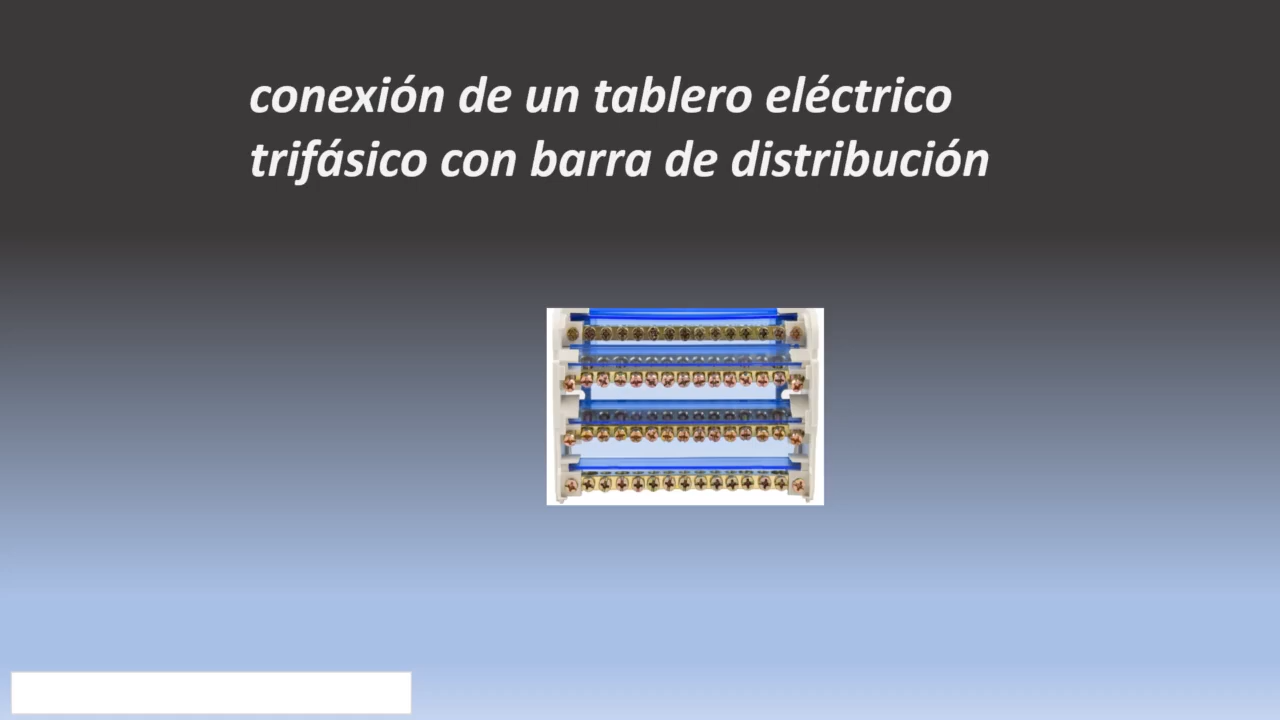 conexión de un tablero eléctrico
trifásico con barra de distribución